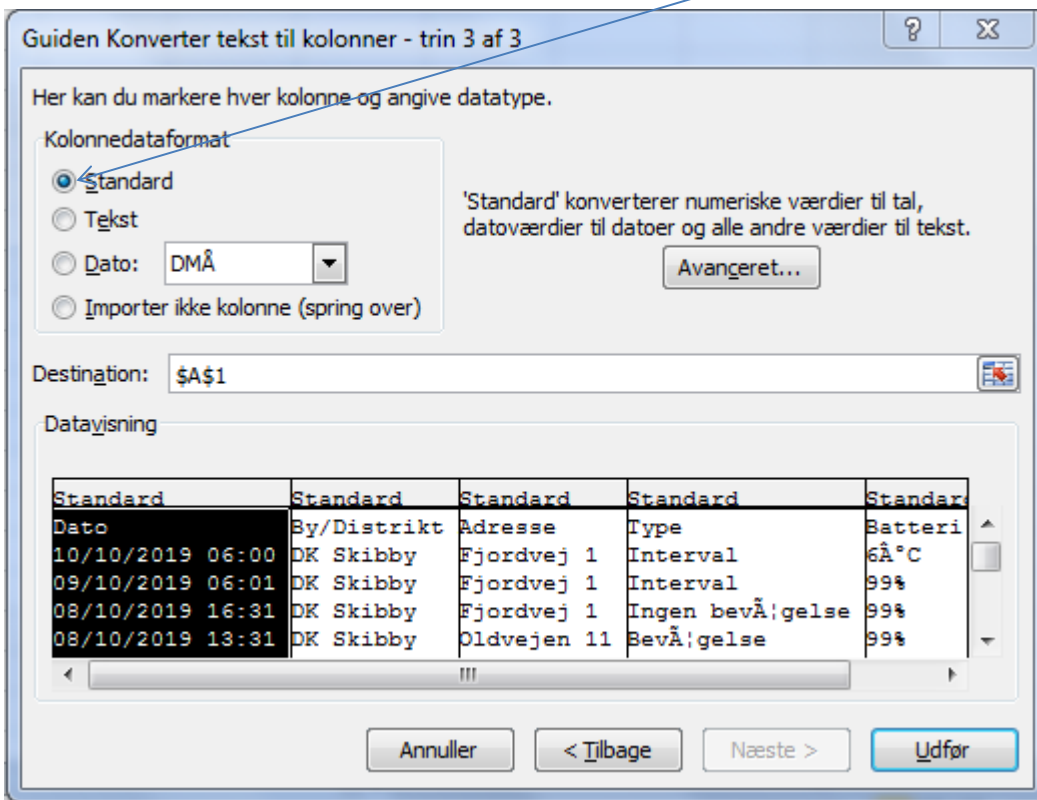 Guiden Konverter tekst til kolonner - trin 3 af 3
Her kan du markere hver kolonne og angive datatype.
Kolonnedataformat
Standard
Tekst
Dato: DMÅ
Importer ikke kolonne (spring over)
'Standard' konverterer numeriske værdier til tal,
datoværdier til datoer og alle andre værdier til tekst.
Avanceret...
Destination: $A$1
Datavisning
Standard Standard Standard Standard Standard
Dato By/Distrikt Adresse Type Batteri
10/10/2019 06:00 DK Skibby Fjordvej 1 Interval 6Â°C
09/10/2019 06:01 DK Skibby Fjordvej 1 Interval 99%
08/10/2019 16:31 DK Skibby Fjordvej 1 Ingen bevÃ¦gelse 99%
08/10/2019 13:31 DK Skibby Oldvejen 11 BevÃ¦gelse 99%
Annuller < Tilbage Næste > Udfør